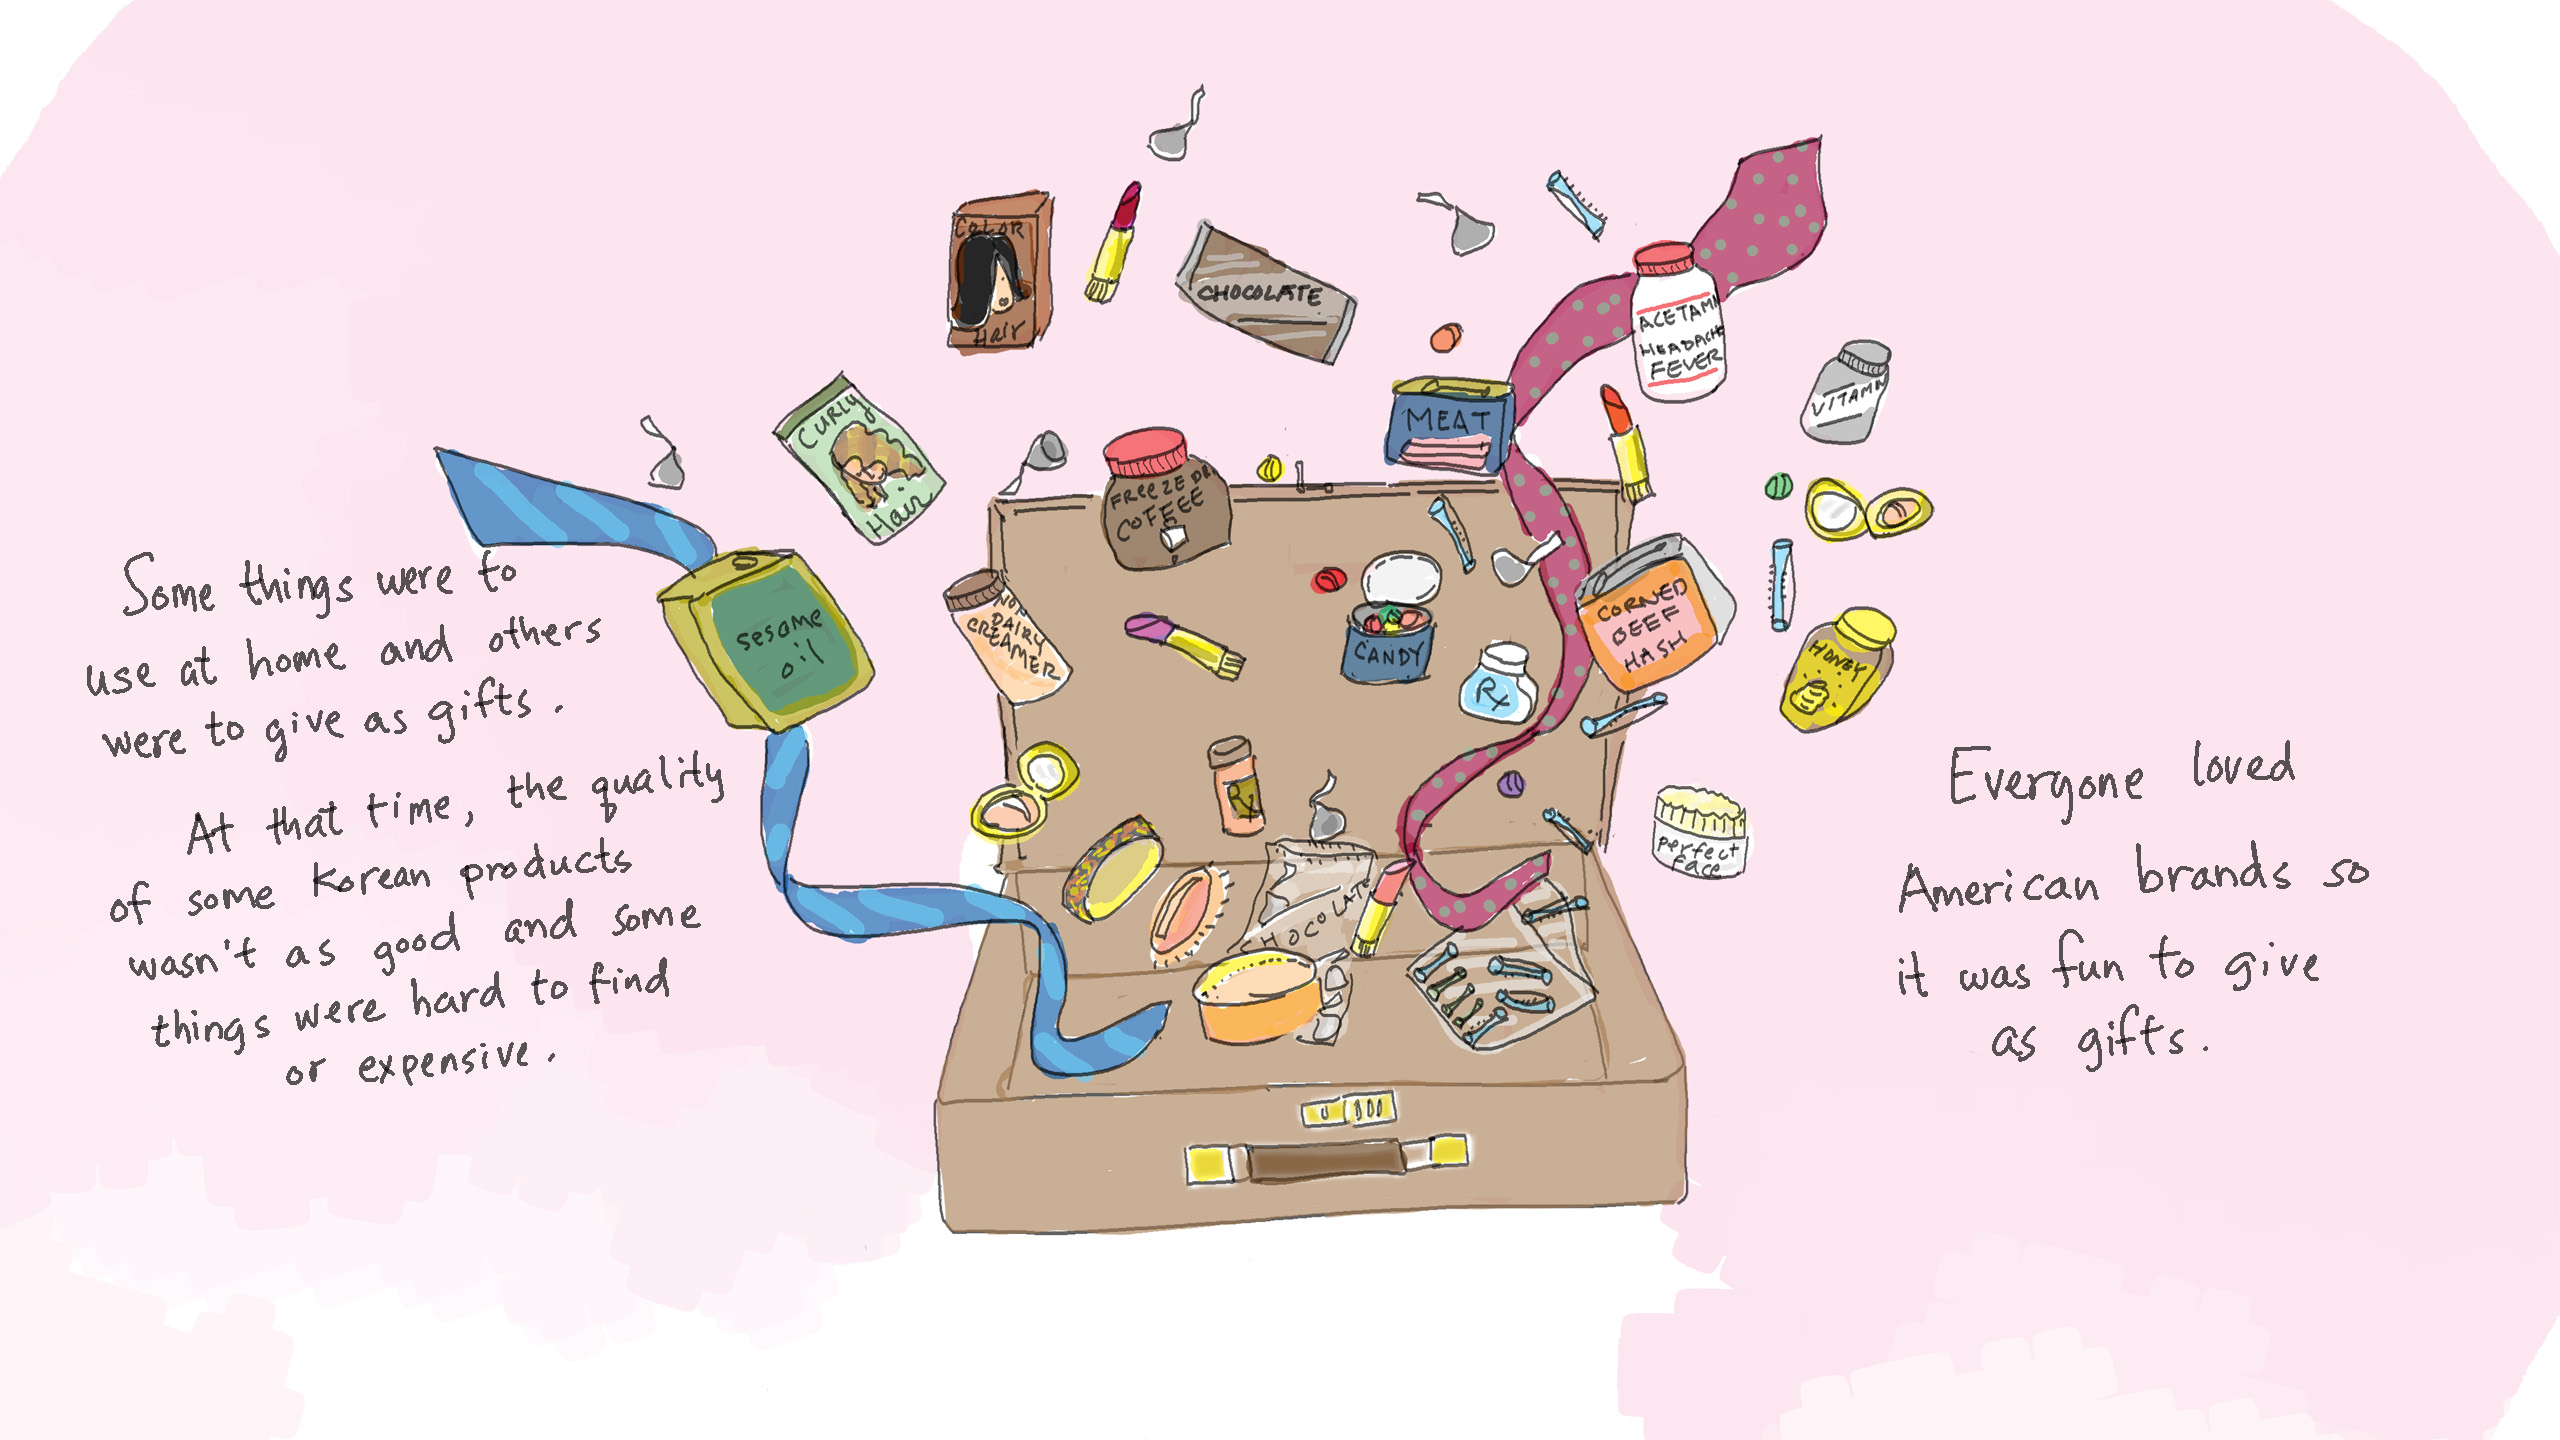 Some things were to
use at home and others
were to give as gifts.
At that time, the quality
of some Korean products
wasn't as good and some
things were hard to find
or expensive.
COLOR
Hair
CHOCOLATE
CURLY
Hair
sesame
oil
FREEZE DR
COFEEE
NON
DAIRY
CREAMER
MEAT
ACETAM
HEADACHE
FEVER
VITAMN
CANDY
Rx
CORNED
BEEF
HASH
HONEY
Rx
CHOCOLATE
perfect
face
Everyone loved
American brands so
it was fun to give
as gifts.